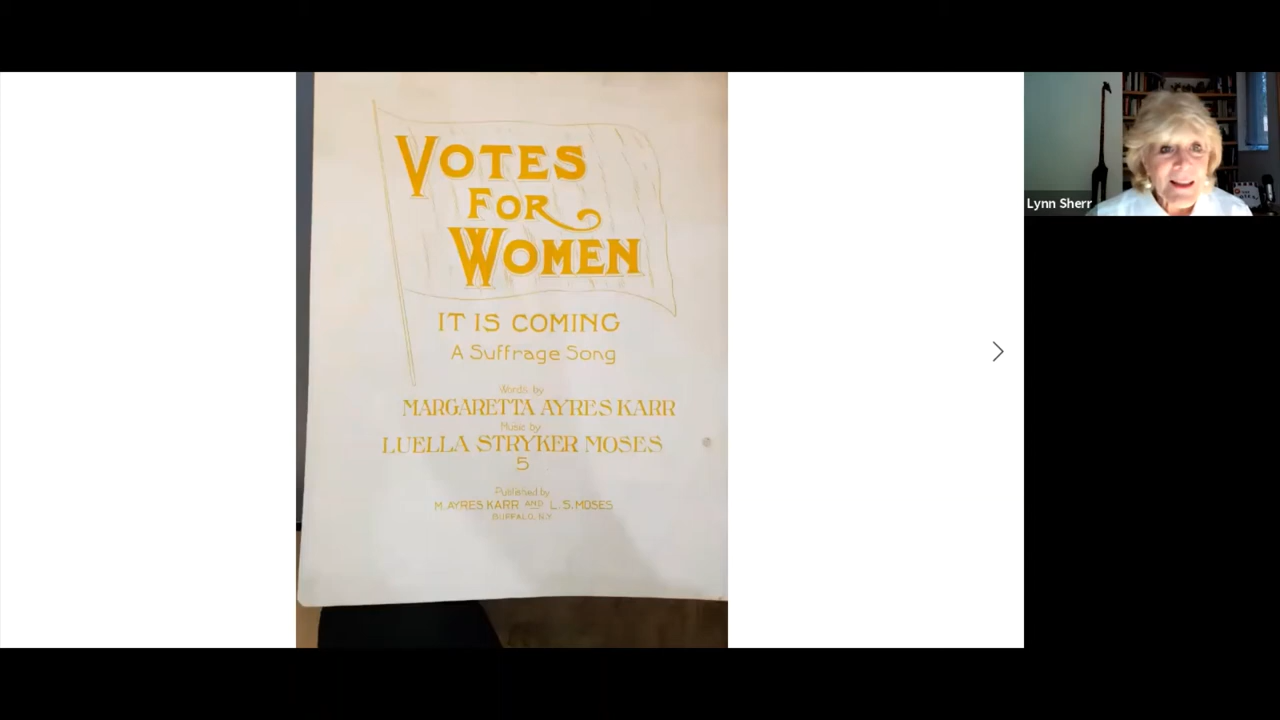 VOTES
FOR
WOMEN
IT IS COMING
A Suffrage Song
Words by
MARGARETTA AYRES KARR
Music by
LUELLA STRYKER MOSES
5
Published by
M. AYRES KARR AND L. S. MOSES
BUFFALO, N.Y.
Lynn Sherr